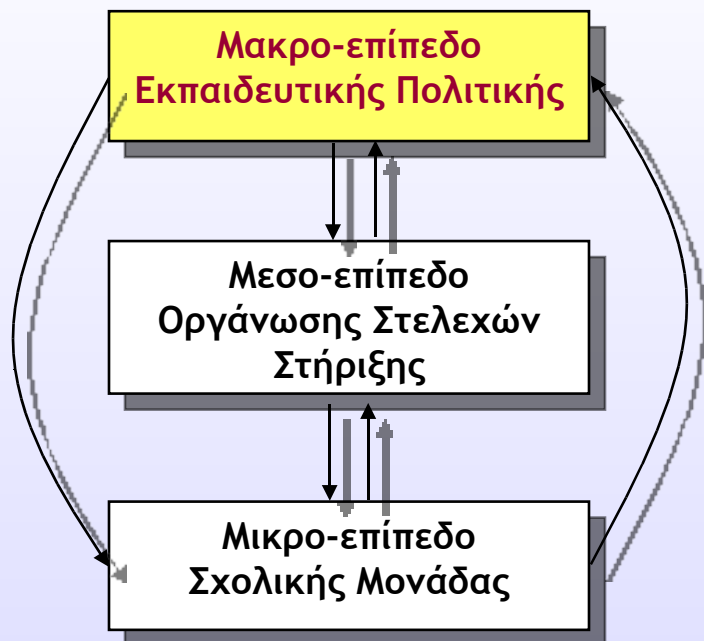 Μακρο-επίπεδο
Εκπαιδευτικής Πολιτικής
Μεσο-επίπεδο
Οργάνωσης Στελεχών
Στήριξης
Μικρο-επίπεδο
Σχολικής Μονάδας